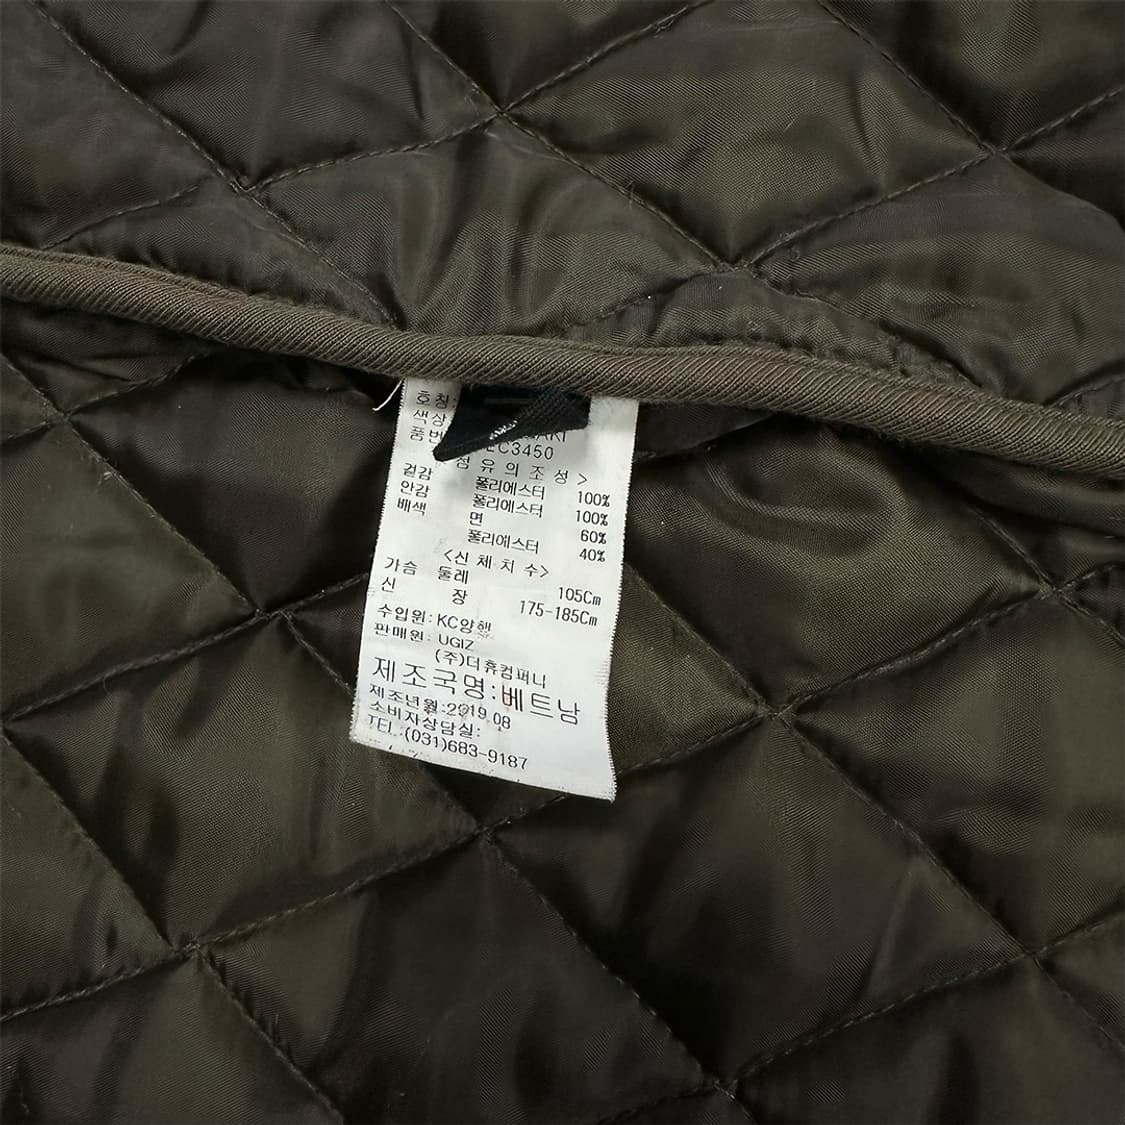 호칭:
색상
품번 EC3450
섬유의 조성>
겉감 폴리에스터 100%
안감 폴리에스터 100%
배색 면 60%
폴리에스터 40%
<신체치수>
가슴 둘레 105Cm
신 장 175-185Cm
수입원: KC양행
판매원: UGIZ
(주)더휴컴퍼니
제조국명:베트남
제조년월:2019.08
소비자상담실:
TEL.:(031)683-9187